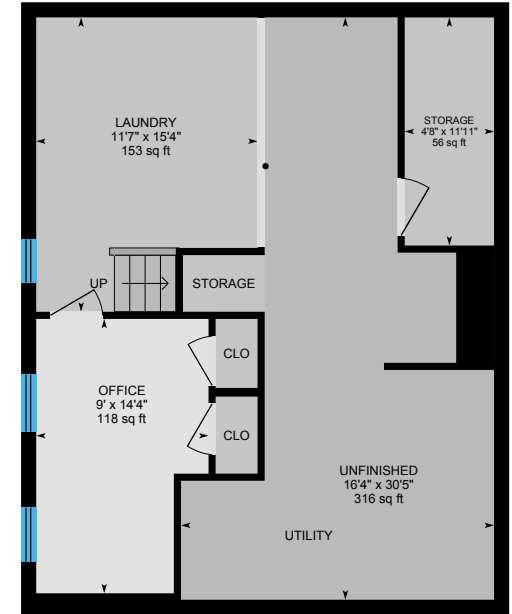 LAUNDRY
11'7" x 15'4"
153 sq ft
STORAGE
4'8" x 11'11"
56 sq ft
UP
STORAGE
CLO
OFFICE
9' x 14'4"
118 sq ft
CLO
UNFINISHED
16'4" x 30'5"
316 sq ft
UTILITY